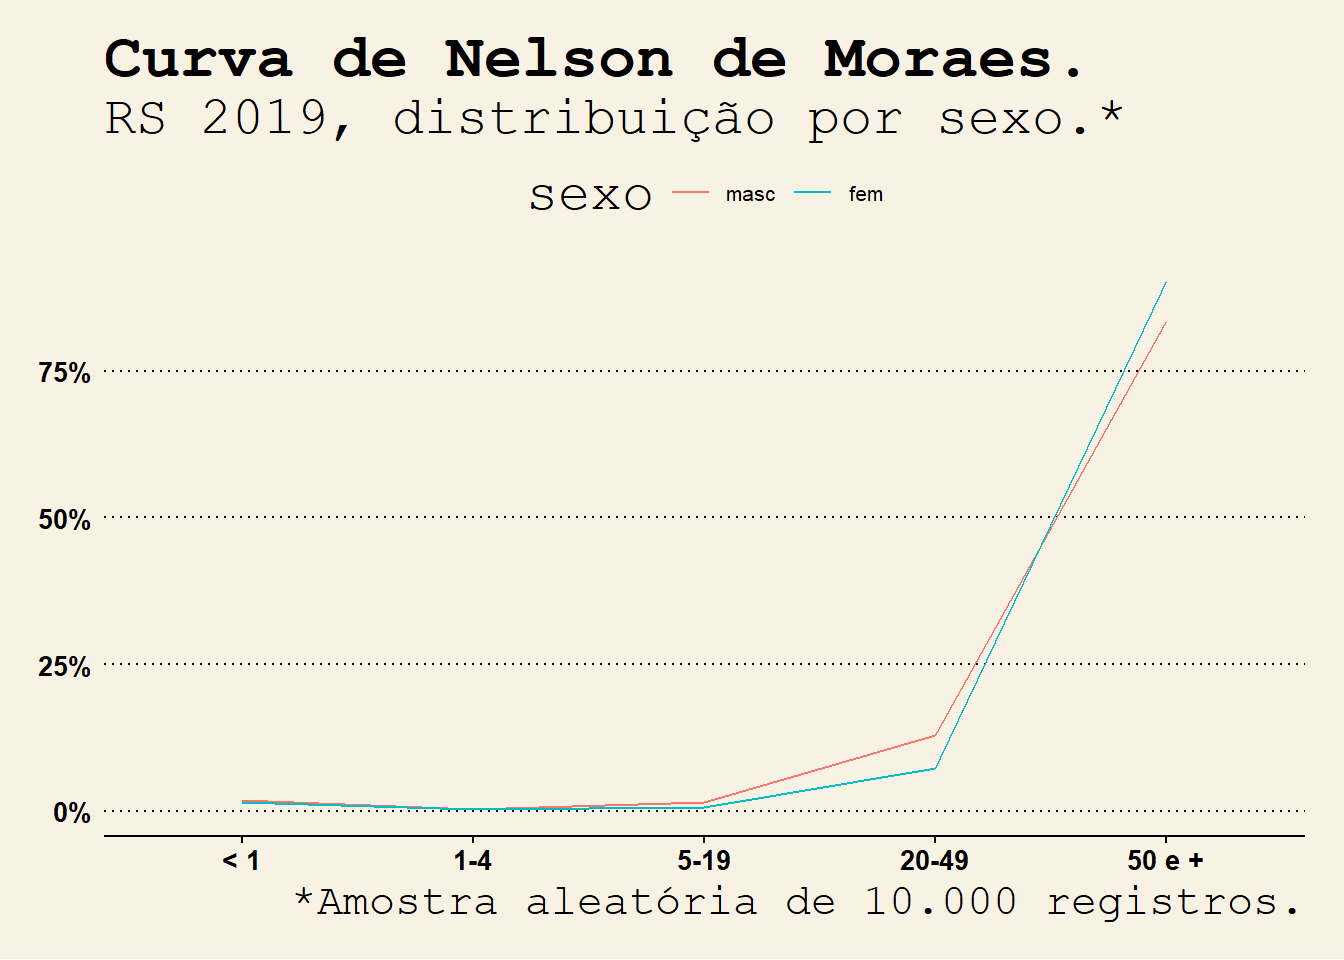 Curva de Nelson de Moraes.
RS 2019, distribuição por sexo.*
sexo masc fem
75%
50%
25%
0%
< 1 1-4 5-19 20-49 50 e +
*Amostra aleatória de 10.000 registros.